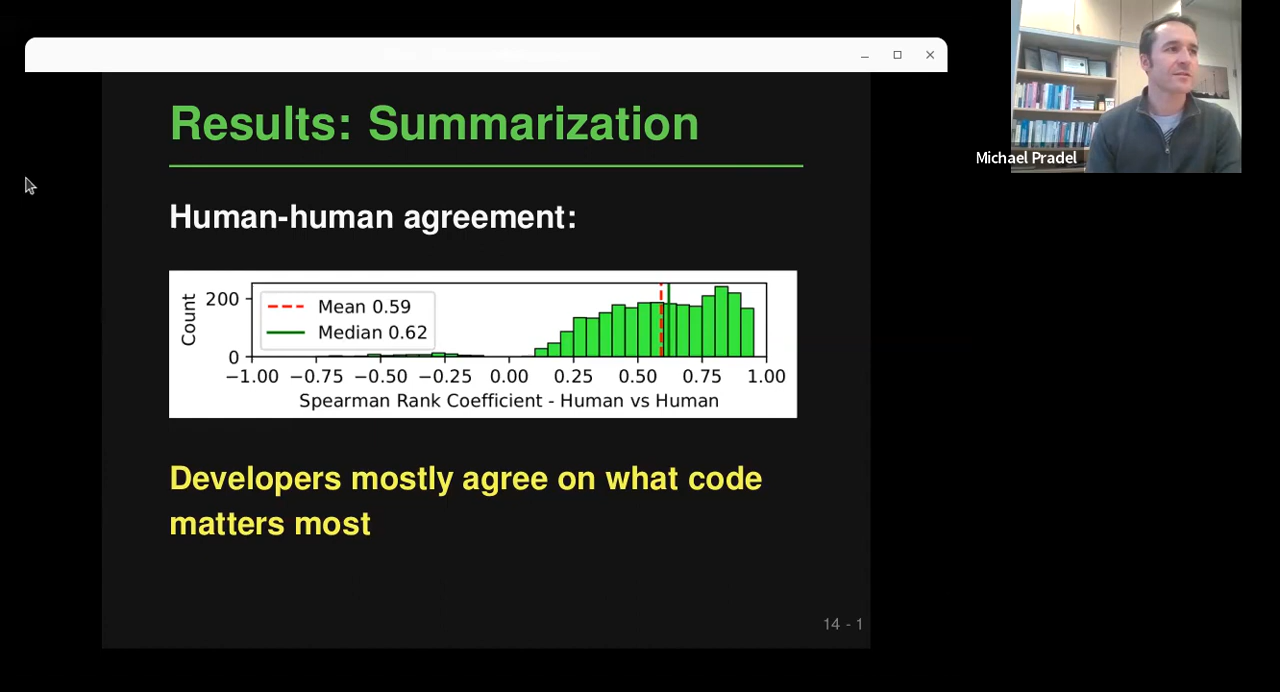 Results: Summarization
Human-human agreement:
Count
200
0
Mean 0.59
Median 0.62
−1.00 −0.75 −0.50 −0.25 0.00 0.25 0.50 0.75 1.00
Spearman Rank Coefficient - Human vs Human
Developers mostly agree on what code
matters most
14 - 1
Michael Pradel